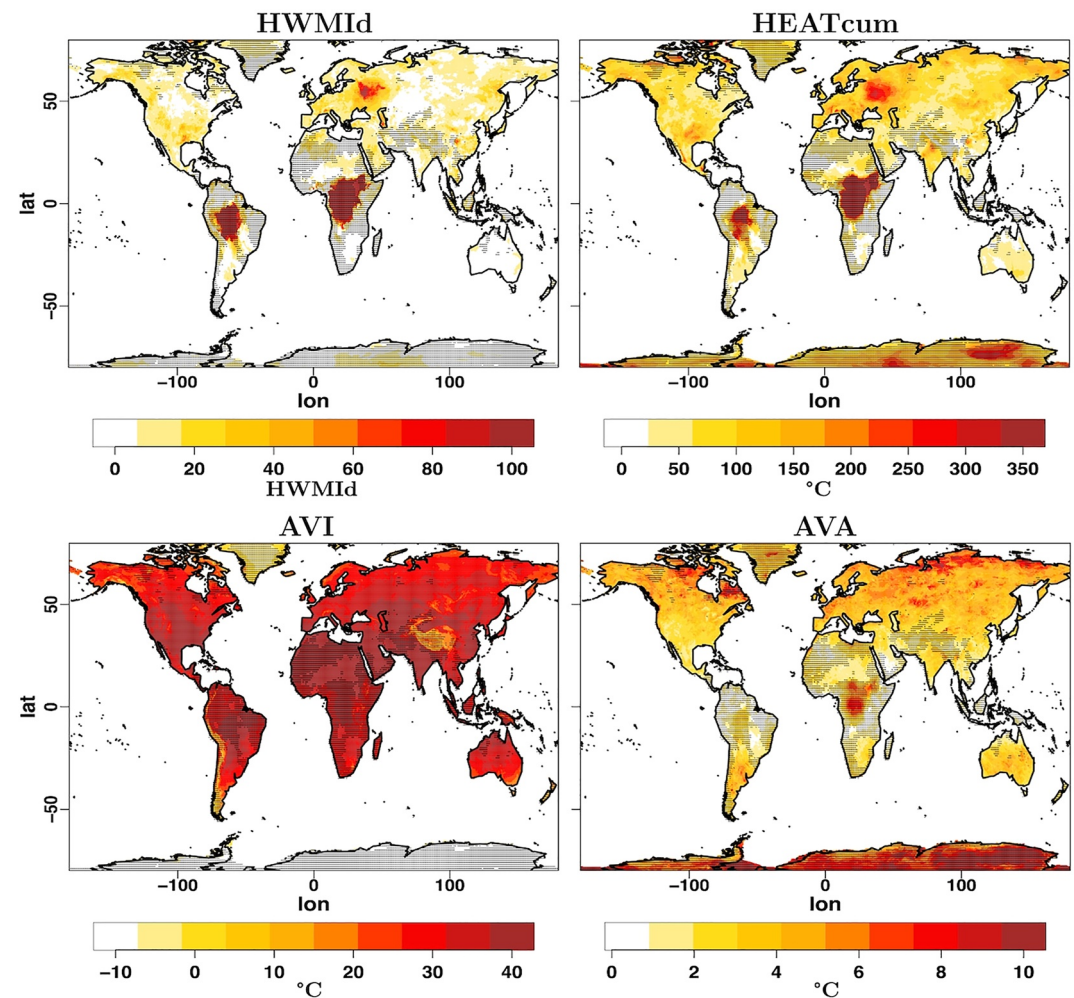 HWMId HEATcum
lat 50 0 −50
−100 0 100 −100 0 100
lon lon
0 20 40 60 80 100 0 50 100 150 200 250 300 350
HWMId °C
AVI AVA
lat 50 0 −50
−100 0 100 −100 0 100
lon lon
−10 0 10 20 30 40 0 2 4 6 8 10
°C °C